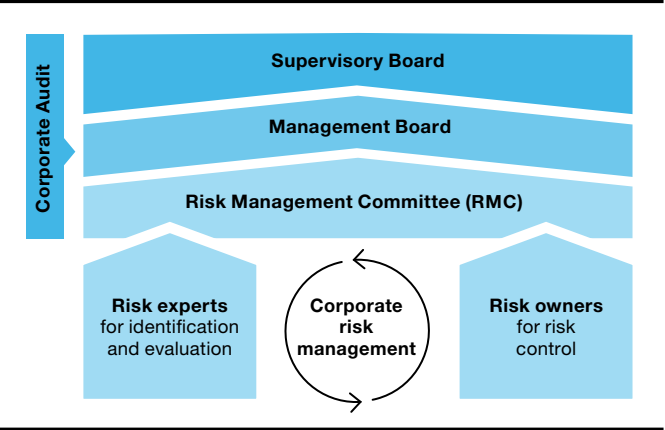 Corporate Audit
Supervisory Board
Management Board
Risk Management Committee (RMC)
Risk experts
for identification
and evaluation
Corporate
risk
management
Risk owners
for risk
control